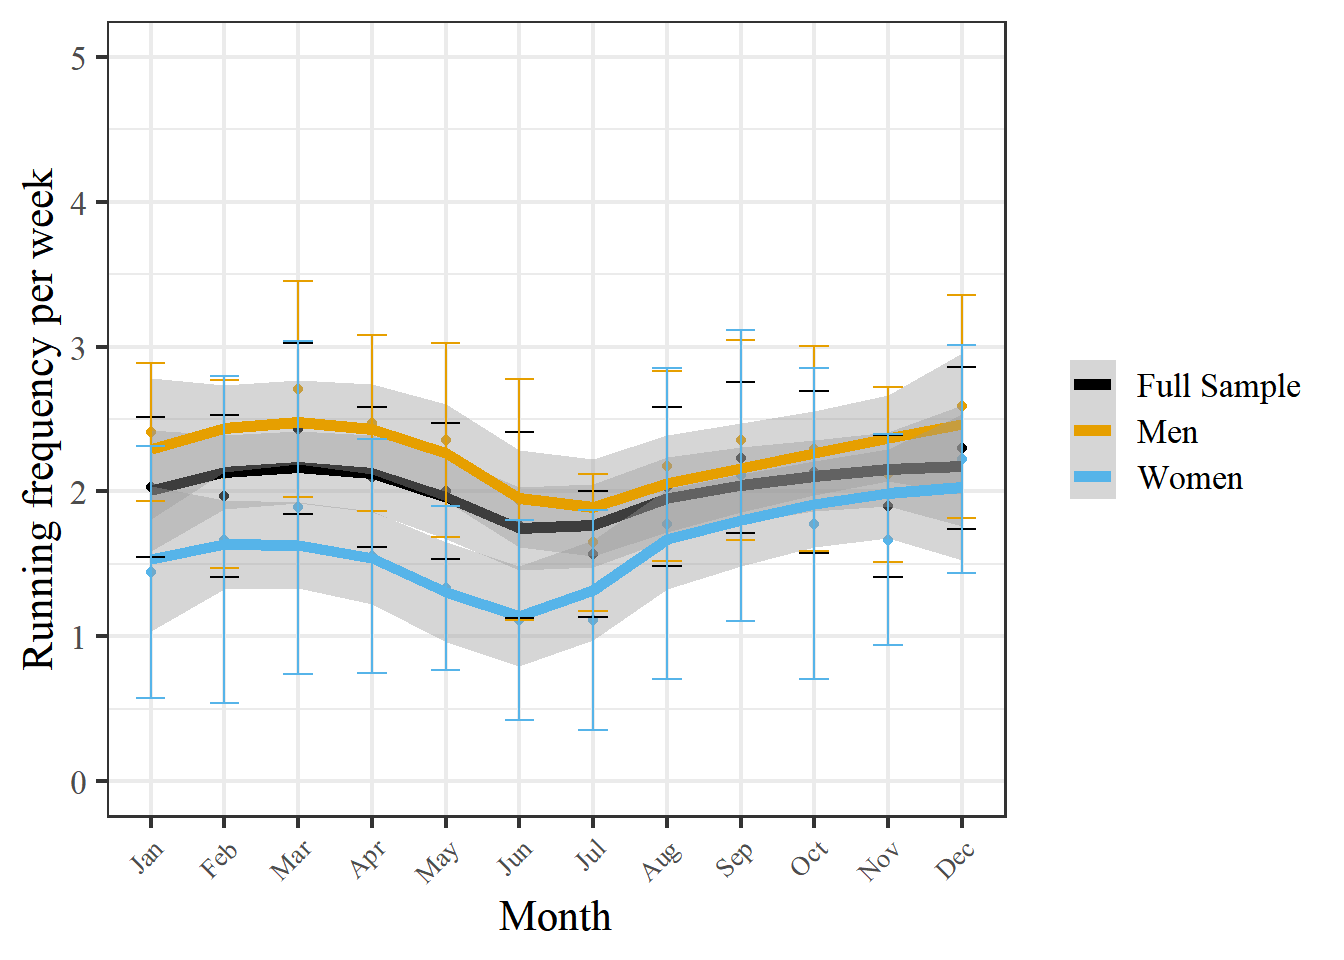 Running frequency per week
5
4
3
2
1
0
Jan
Feb
Mar
Apr
May
Jun
Jul
Aug
Sep
Oct
Nov
Dec
Month
Full Sample
Men
Women